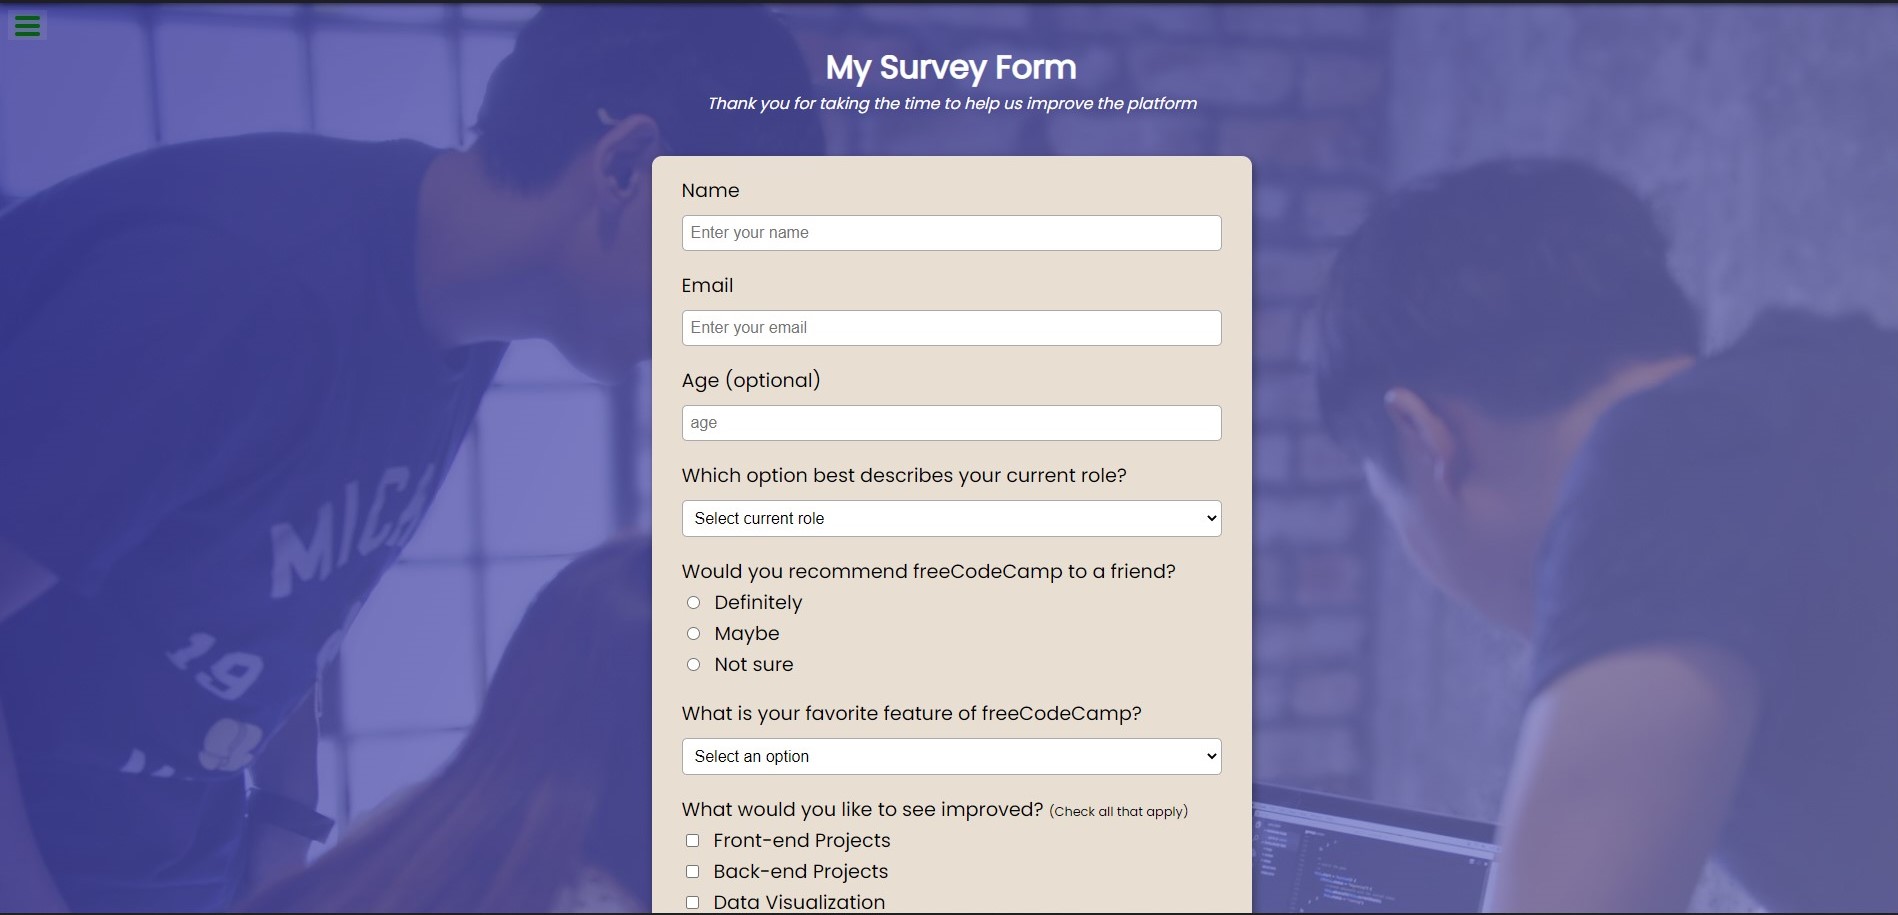 My Survey Form
Thank you for taking the time to help us improve the platform
Name
Enter your name
Email
Enter your email
Age (optional)
age
Which option best describes your current role?
Select current role
Would you recommend freeCodeCamp to a friend?
Definitely
Maybe
Not sure
What is your favorite feature of freeCodeCamp?
Select an option
What would you like to see improved? (Check all that apply)
Front-end Projects
Back-end Projects
Data Visualization
19